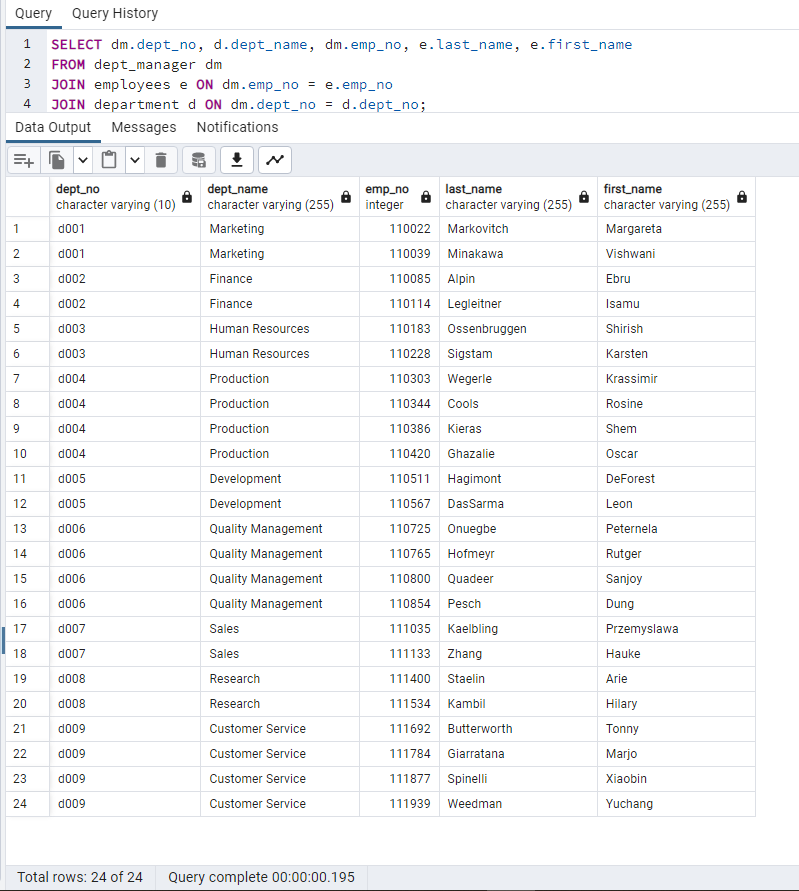 Query Query History
1 SELECT dm.dept_no, d.dept_name, dm.emp_no, e.last_name, e.first_name
2 FROM dept_manager dm
3 JOIN employees e ON dm.emp_no = e.emp_no
4 JOIN department d ON dm.dept_no = d.dept_no;
Data Output Messages Notifications
dept_no dept_name emp_no last_name first_name
character varying (10) character varying (255) integer character varying (255) character varying (255)
1 d001 Marketing 110022 Markovitch Margareta
2 d001 Marketing 110039 Minakawa Vishwani
3 d002 Finance 110085 Alpin Ebru
4 d002 Finance 110114 Legleitner Isamu
5 d003 Human Resources 110183 Ossenbruggen Shirish
6 d003 Human Resources 110228 Sigstam Karsten
7 d004 Production 110303 Wegerle Krassimir
8 d004 Production 110344 Cools Rosine
9 d004 Production 110386 Kieras Shem
10 d004 Production 110420 Ghazalie Oscar
11 d005 Development 110511 Hagimont DeForest
12 d005 Development 110567 DasSarma Leon
13 d006 Quality Management 110725 Onuegbe Peternela
14 d006 Quality Management 110765 Hofmeyr Rutger
15 d006 Quality Management 110800 Quadeer Sanjoy
16 d006 Quality Management 110854 Pesch Dung
17 d007 Sales 111035 Kaelbling Przemyslawa
18 d007 Sales 111133 Zhang Hauke
19 d008 Research 111400 Staelin Arie
20 d008 Research 111534 Kambil Hilary
21 d009 Customer Service 111692 Butterworth Tonny
22 d009 Customer Service 111784 Giarratana Marjo
23 d009 Customer Service 111877 Spinelli Xiaobin
24 d009 Customer Service 111939 Weedman Yuchang
Total rows: 24 of 24 Query complete 00:00:00.195